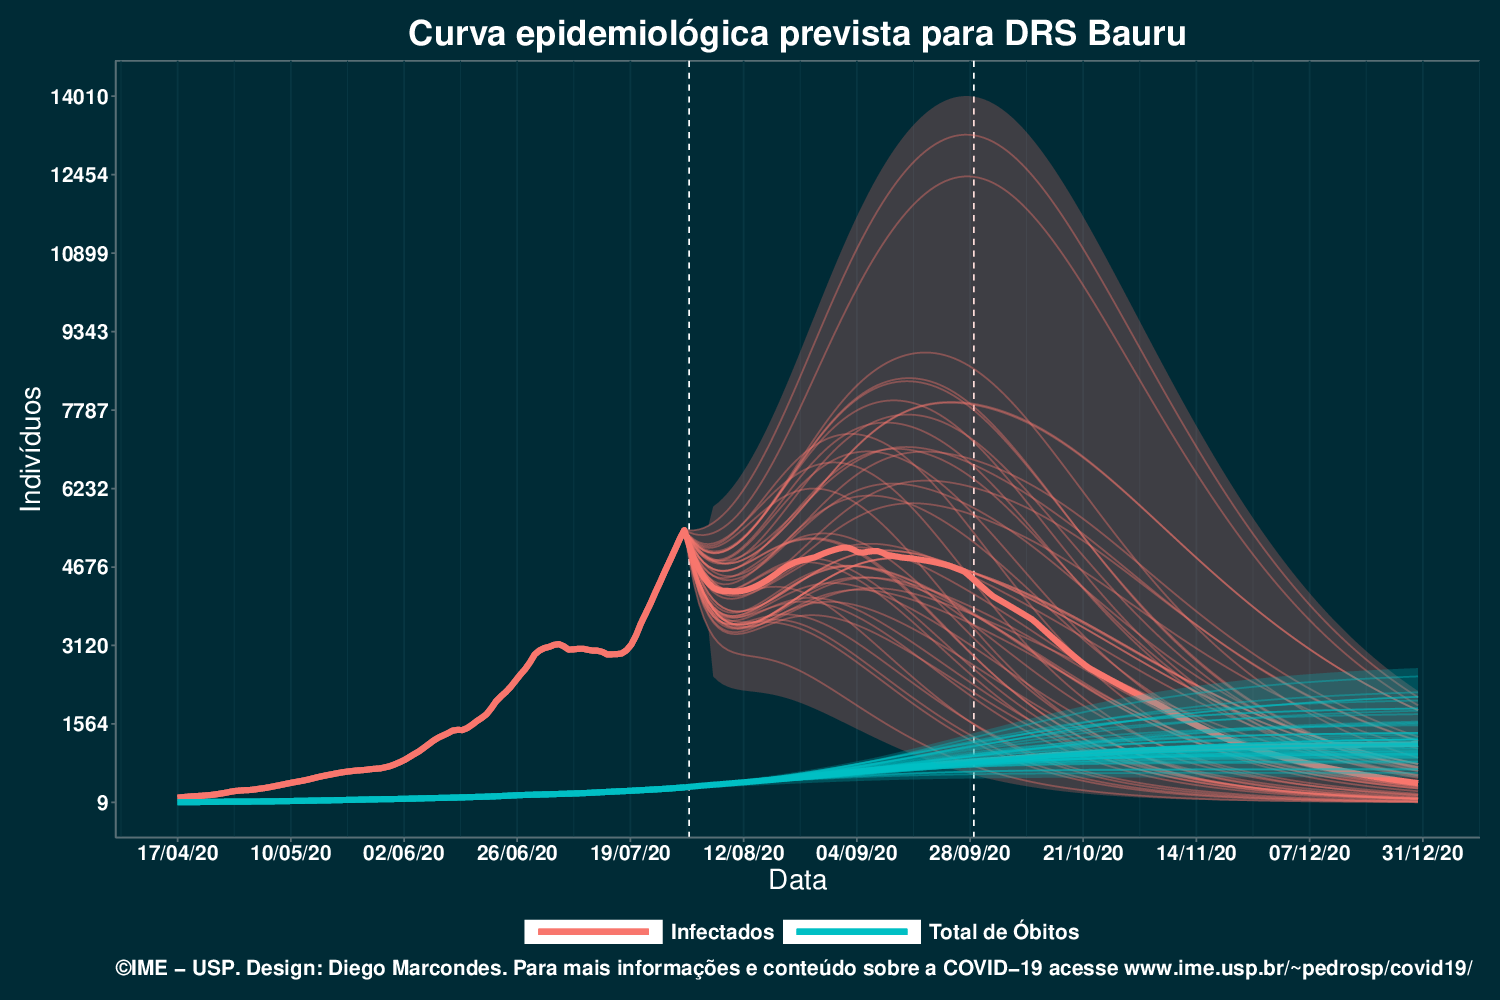 Curva epidemiológica prevista para DRS Bauru
14010
12454
10899
9343
7787
6232
4676
3120
1564
9
Indivíduos
17/04/20 10/05/20 02/06/20 26/06/20 19/07/20 12/08/20 04/09/20 28/09/20 21/10/20 14/11/20 07/12/20 31/12/20
Data
Infectados Total de Óbitos
©IME − USP. Design: Diego Marcondes. Para mais informações e conteúdo sobre a COVID−19 acesse www.ime.usp.br/~pedrosp/covid19/